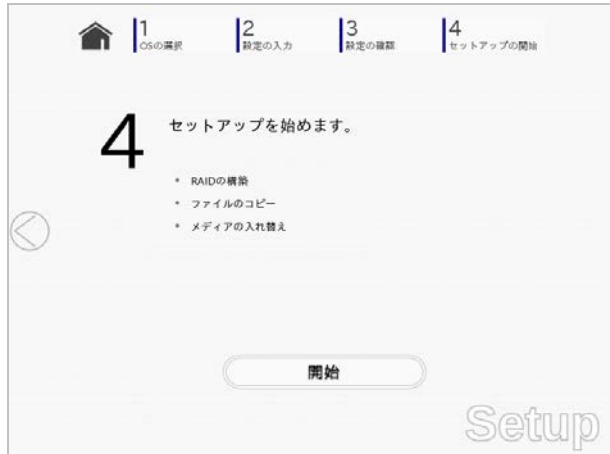 1
OSの選択
2
設定の入力
3
設定の確認
4
セットアップの開始
4
セットアップを始めます。
• RAIDの構築
• ファイルのコピー
• メディアの入れ替え
開始
Setup